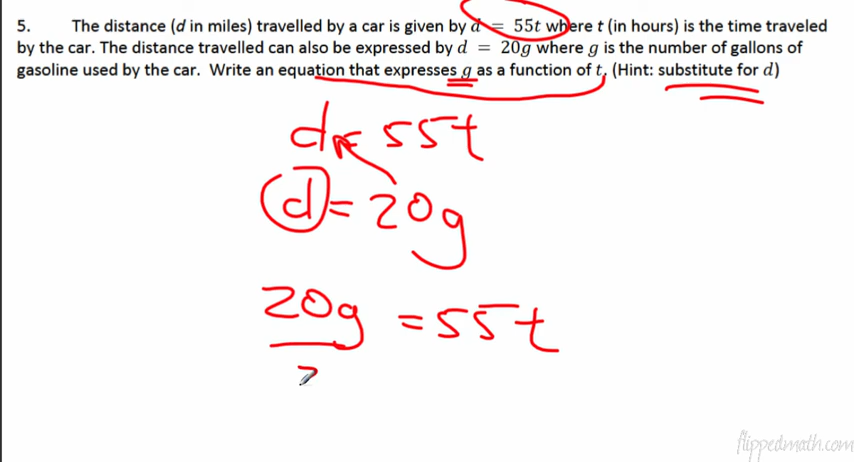 5. The distance (d in miles) travelled by a car is given by d = 55t where t (in hours) is the time traveled
by the car. The distance travelled can also be expressed by d = 20g where g is the number of gallons of
gasoline used by the car. Write an equation that expresses g as a function of t. (Hint: substitute for d)
d = 55t
d = 20g
20g = 55t
flippedmath.com